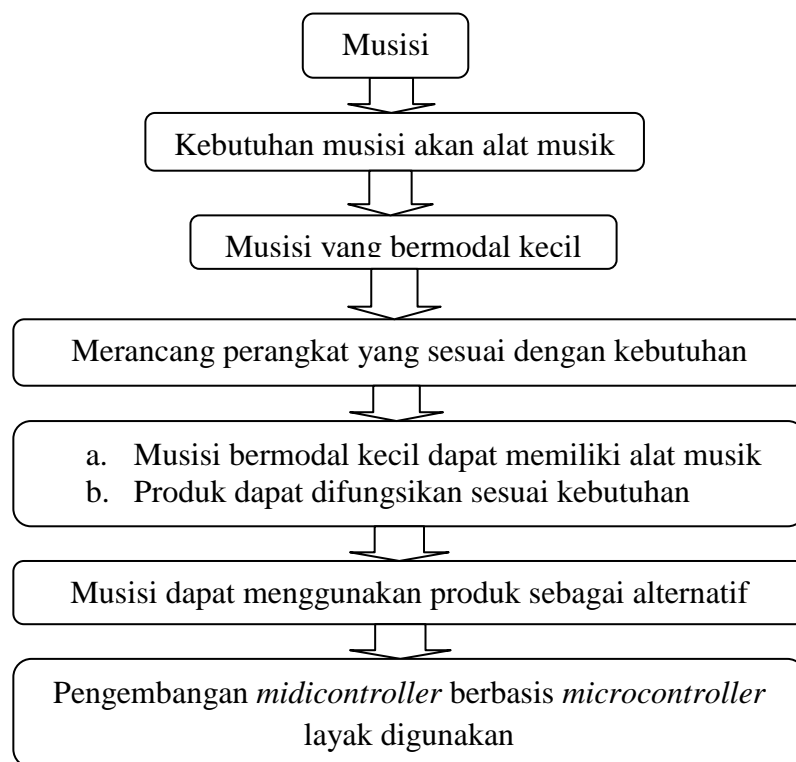 Musisi
Kebutuhan musisi akan alat musik
Musisi yang bermodal kecil
Merancang perangkat yang sesuai dengan kebutuhan
a. Musisi bermodal kecil dapat memiliki alat musik
b. Produk dapat difungsikan sesuai kebutuhan
Musisi dapat menggunakan produk sebagai alternatif
Pengembangan midicontroller berbasis microcontroller
layak digunakan